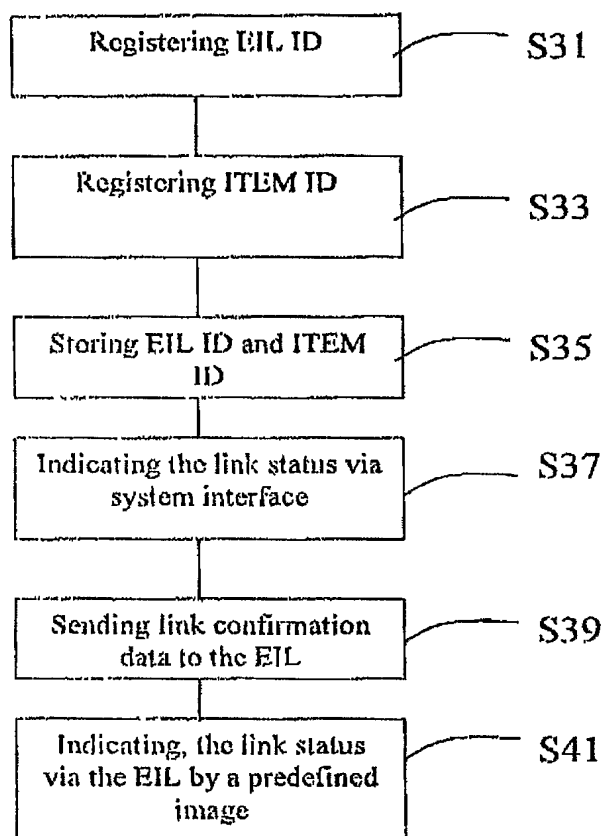 Registering EIL ID
S31
Registering ITEM ID
S33
Storing EIL ID and ITEM
ID
S35
Indicating the link status via
system interface
S37
Sending link confirmation
data to the EIL
S39
Indicating, the link status
via the EIL by a predefined
image
S41